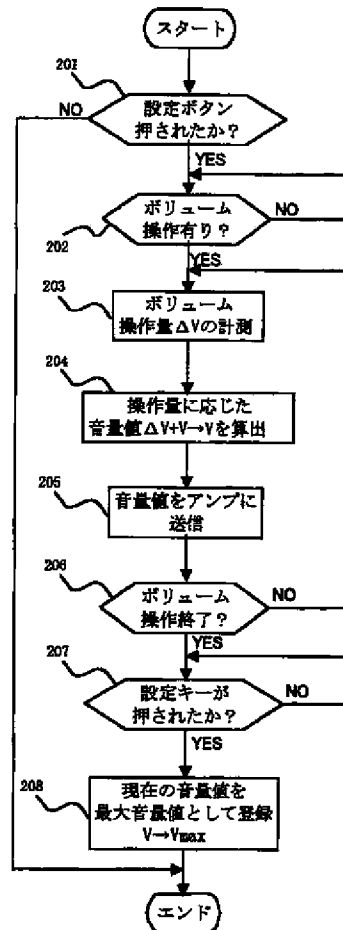 スタート
201
設定ボタン
押されたか？
NO
YES
ボリューム
操作有り？
NO
202
YES
203
ボリューム
操作量ΔVの計測
204
操作量に応じた
音量値ΔV+V→Vを算出
205
音量値をアンプに
送信
206
ボリューム
操作終了？
NO
YES
207
設定キーが
押されたか？
NO
YES
現在の音量値を
最大音量値として登録
V→Vmax
208
エンド